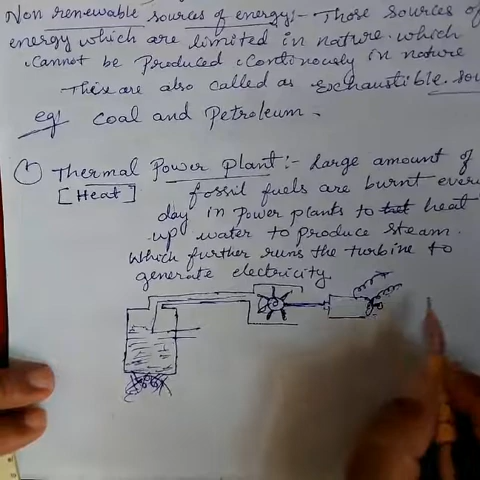 Non renewable sources of energy:- Those sources of
energy which are limited in nature. which
cannot be produced continously in nature
These are also called as exhaustible sou
eg: Coal and Petroleum.
① Thermal Power Plant:- Large amount of
[Heat] fossil fuels are burnt ever
day in power plants to heat
up water to produce steam.
Which further runs the turbine to
generate electricity.